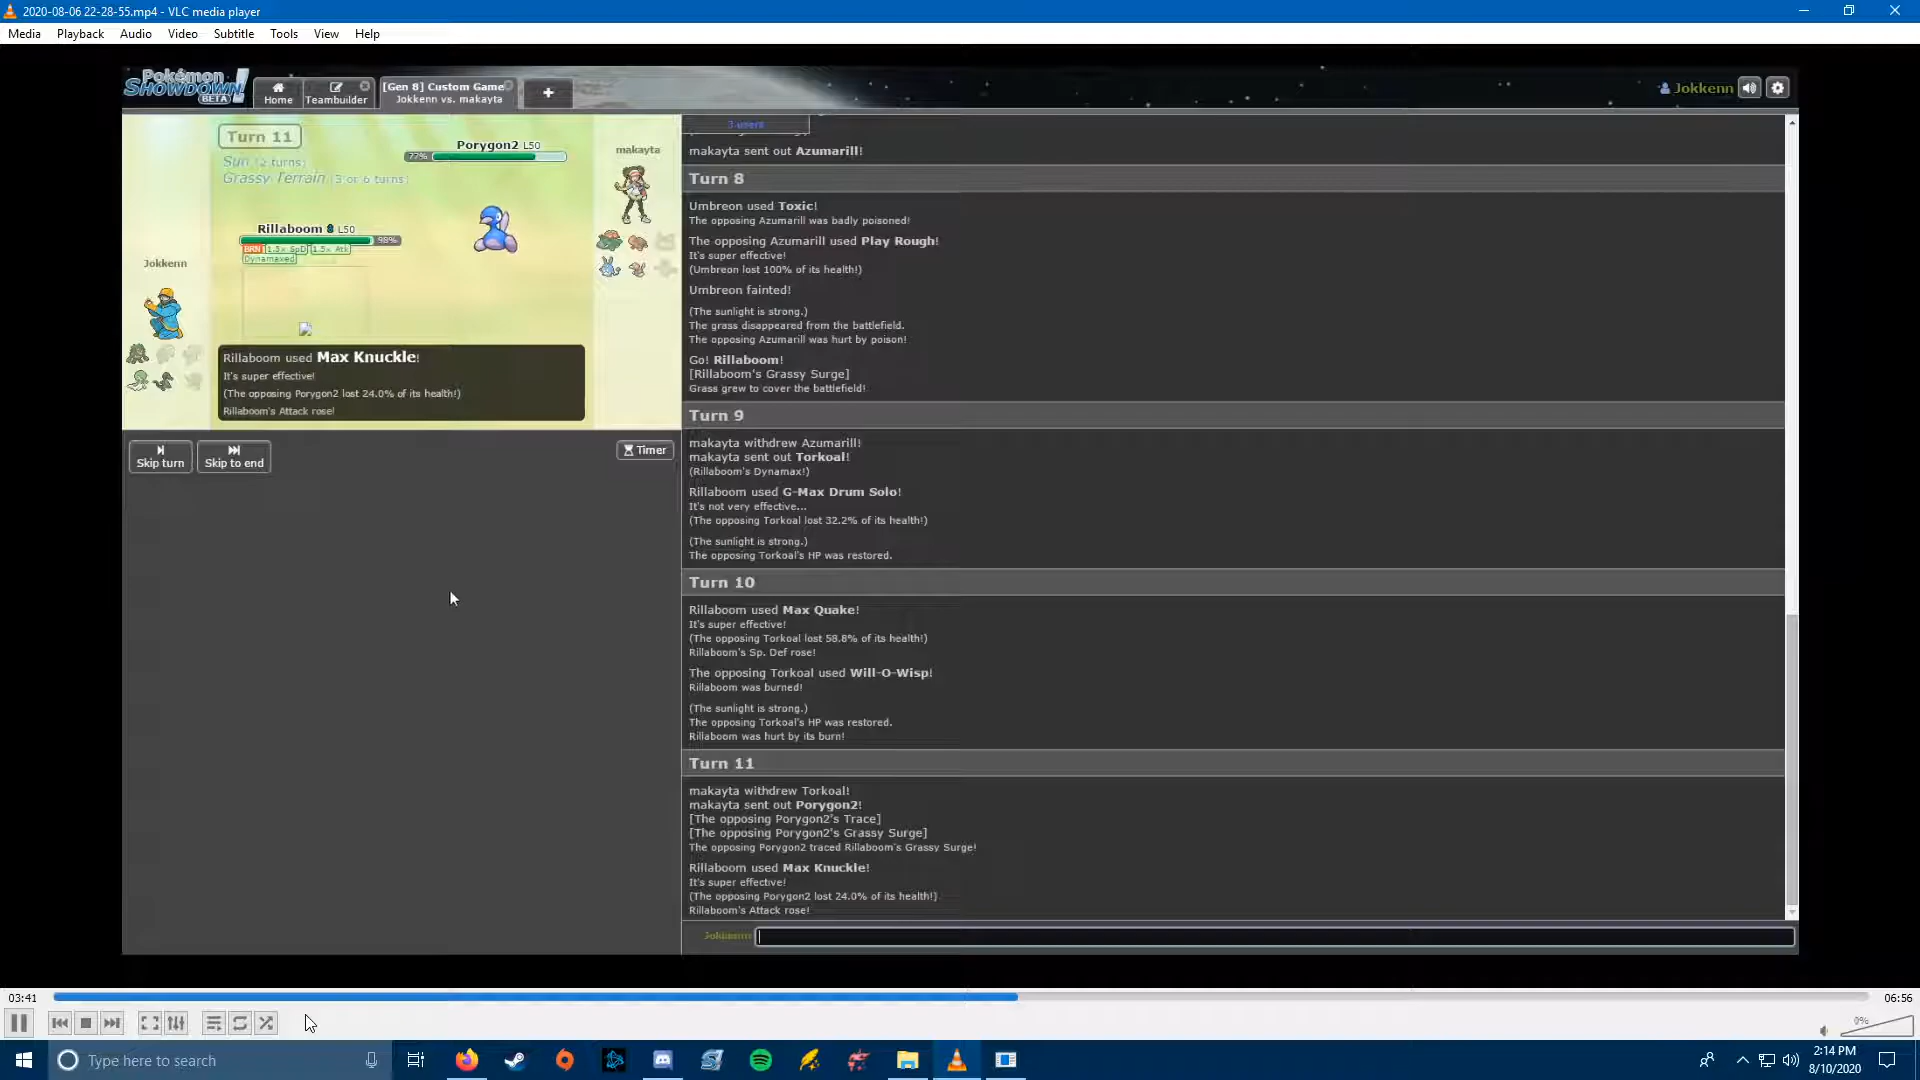 2020-08-06 22-28-55.mp4 - VLC media player
Media Playback Audio Video Subtitle Tools View Help
Pokémon SHOWDOWN! BETA
Home
Teambuilder
[Gen 8] Custom Game
Jokkenn vs. makayta
Jokkenn
Turn 11
Sun (2 turns)
Grassy Terrain (3 or 6 turns)
Porygon2 L50
77%
makayta
Rillaboom L50
98%
BRN 1.5× SpD 1.5× Atk
Dynamaxed
Jokkenn
Rillaboom used Max Knuckle!
It's super effective!
(The opposing Porygon2 lost 24.0% of its health!)
Rillaboom's Attack rose!
Skip turn
Skip to end
Timer
3 users
makayta sent out Azumarill!
Turn 8
Umbreon used Toxic!
The opposing Azumarill was badly poisoned!
The opposing Azumarill used Play Rough!
It's super effective!
(Umbreon lost 100% of its health!)
Umbreon fainted!
(The sunlight is strong.)
The grass disappeared from the battlefield.
The opposing Azumarill was hurt by poison!
Go! Rillaboom!
[Rillaboom's Grassy Surge]
Grass grew to cover the battlefield!
Turn 9
makayta withdrew Azumarill!
makayta sent out Torkoal!
(Rillaboom's Dynamax!)
Rillaboom used G-Max Drum Solo!
It's not very effective...
(The opposing Torkoal lost 32.2% of its health!)
(The sunlight is strong.)
The opposing Torkoal's HP was restored.
Turn 10
Rillaboom used Max Quake!
It's super effective!
(The opposing Torkoal lost 58.8% of its health!)
Rillaboom's Sp. Def rose!
The opposing Torkoal used Will-O-Wisp!
Rillaboom was burned!
(The sunlight is strong.)
The opposing Torkoal's HP was restored.
Rillaboom was hurt by its burn!
Turn 11
makayta withdrew Torkoal!
makayta sent out Porygon2!
[The opposing Porygon2's Trace]
[The opposing Porygon2's Grassy Surge]
The opposing Porygon2 traced Rillaboom's Grassy Surge!
Rillaboom used Max Knuckle!
It's super effective!
(The opposing Porygon2 lost 24.0% of its health!)
Rillaboom's Attack rose!
Jokkenn
03:41
06:56
0%
Type here to search
2:14 PM
8/10/2020